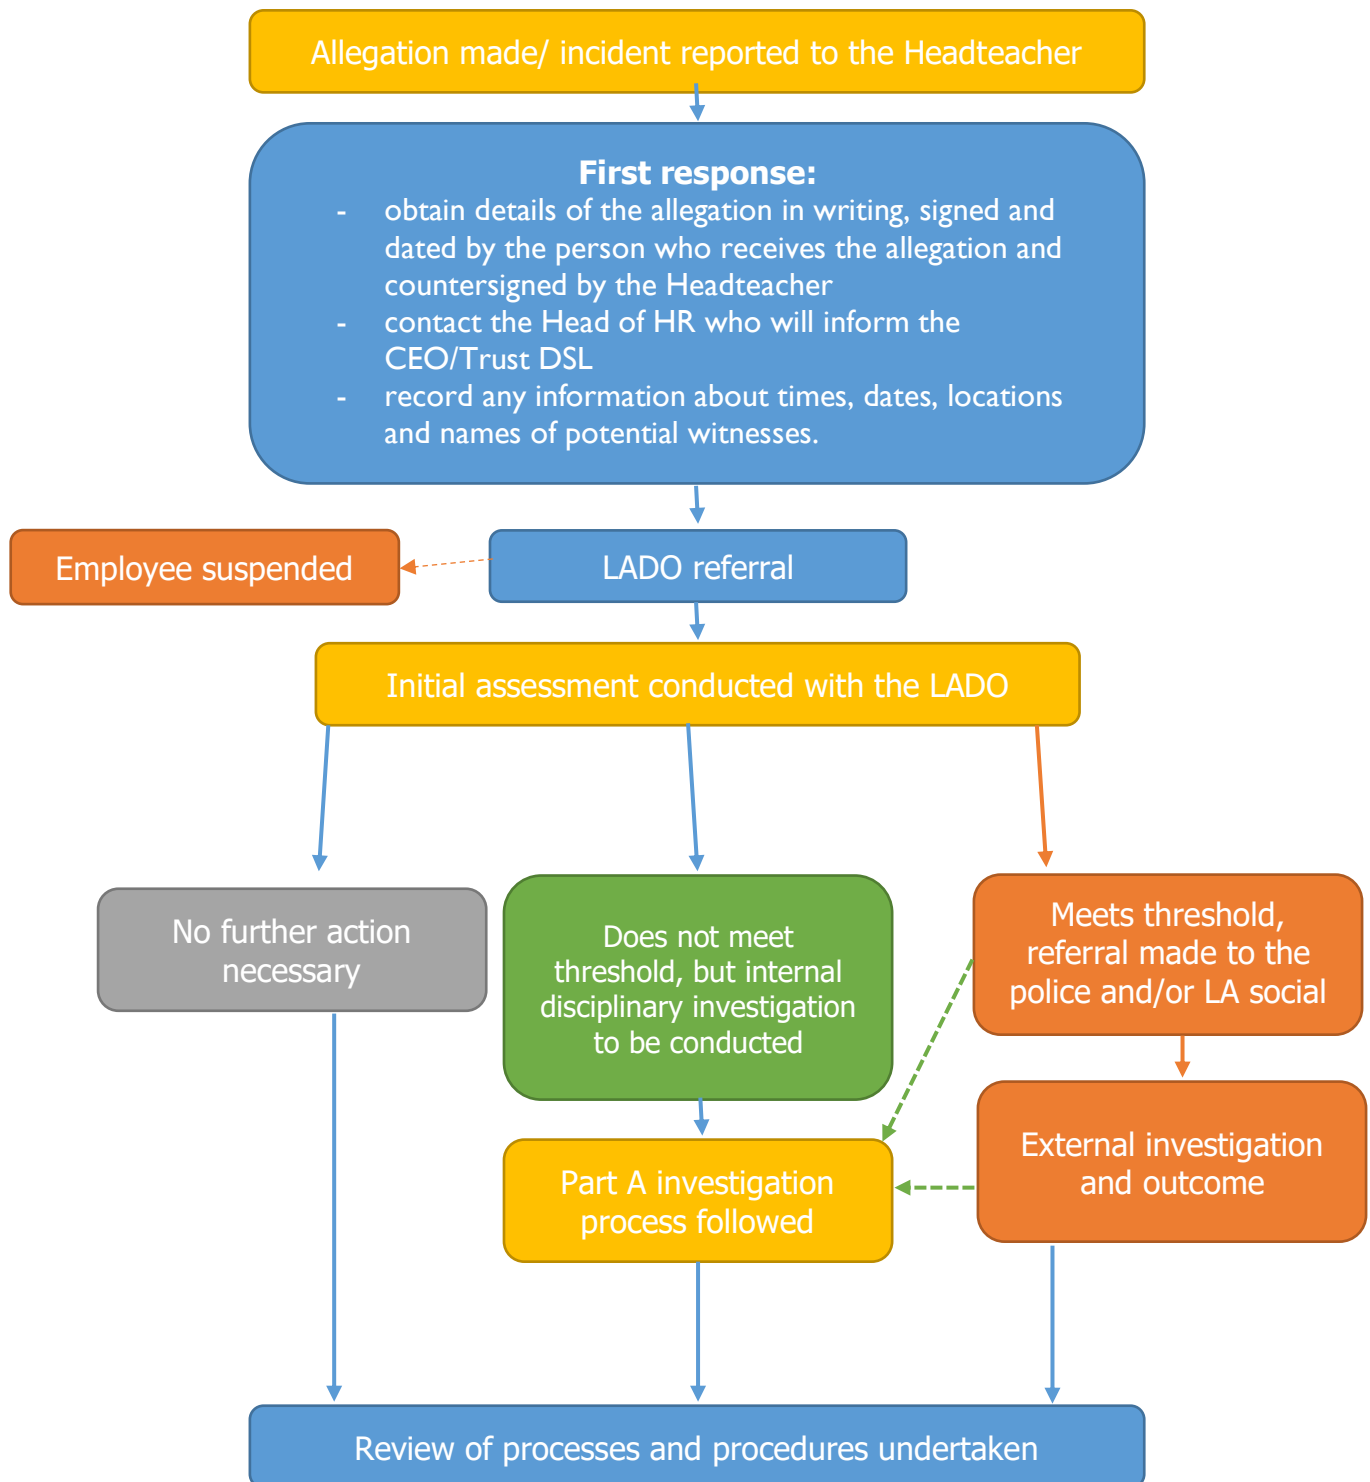 Allegation made/ incident reported to the Headteacher
First response:
- obtain details of the allegation in writing, signed and
dated by the person who receives the allegation and
countersigned by the Headteacher
- contact the Head of HR who will inform the
CEO/Trust DSL
- record any information about times, dates, locations
and names of potential witnesses.
Employee suspended
LADO referral
Initial assessment conducted with the LADO
No further action
necessary
Does not meet
threshold, but internal
disciplinary investigation
to be conducted
Meets threshold,
referral made to the
police and/or LA social
Part A investigation
process followed
External investigation
and outcome
Review of processes and procedures undertaken